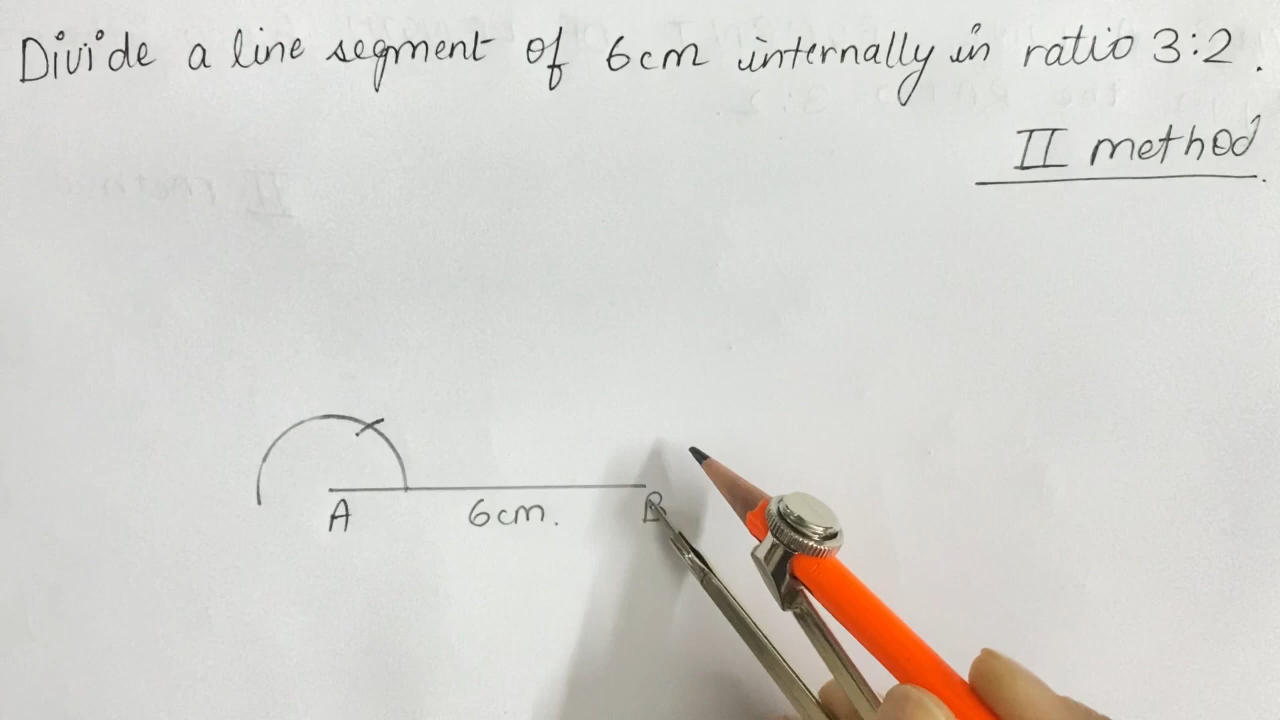 Divide a line segment of 6cm internally in ratio 3:2.
II method
A 6cm. B